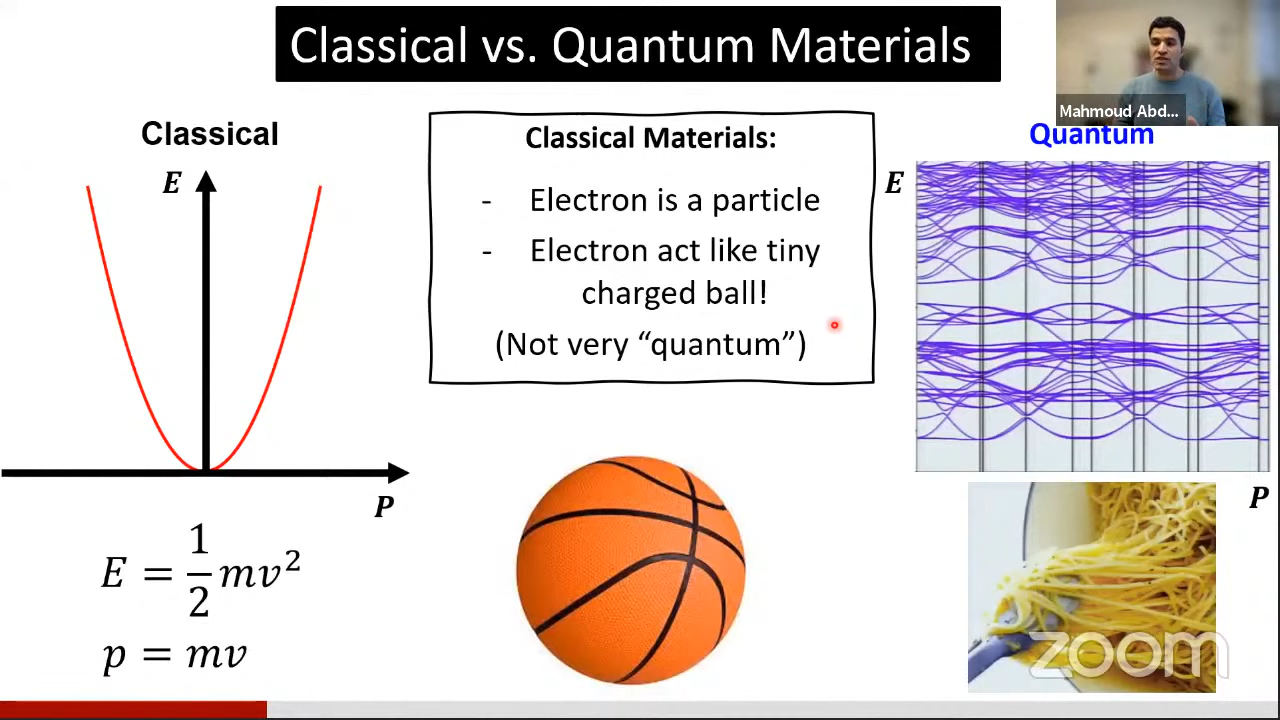 Classical vs. Quantum Materials
Mahmoud Abd...
Classical
E
P
E = 1/2 mv²
p = mv
Classical Materials:
- Electron is a particle
- Electron act like tiny
charged ball!
(Not very “quantum”)
Quantum
E
P
zoom